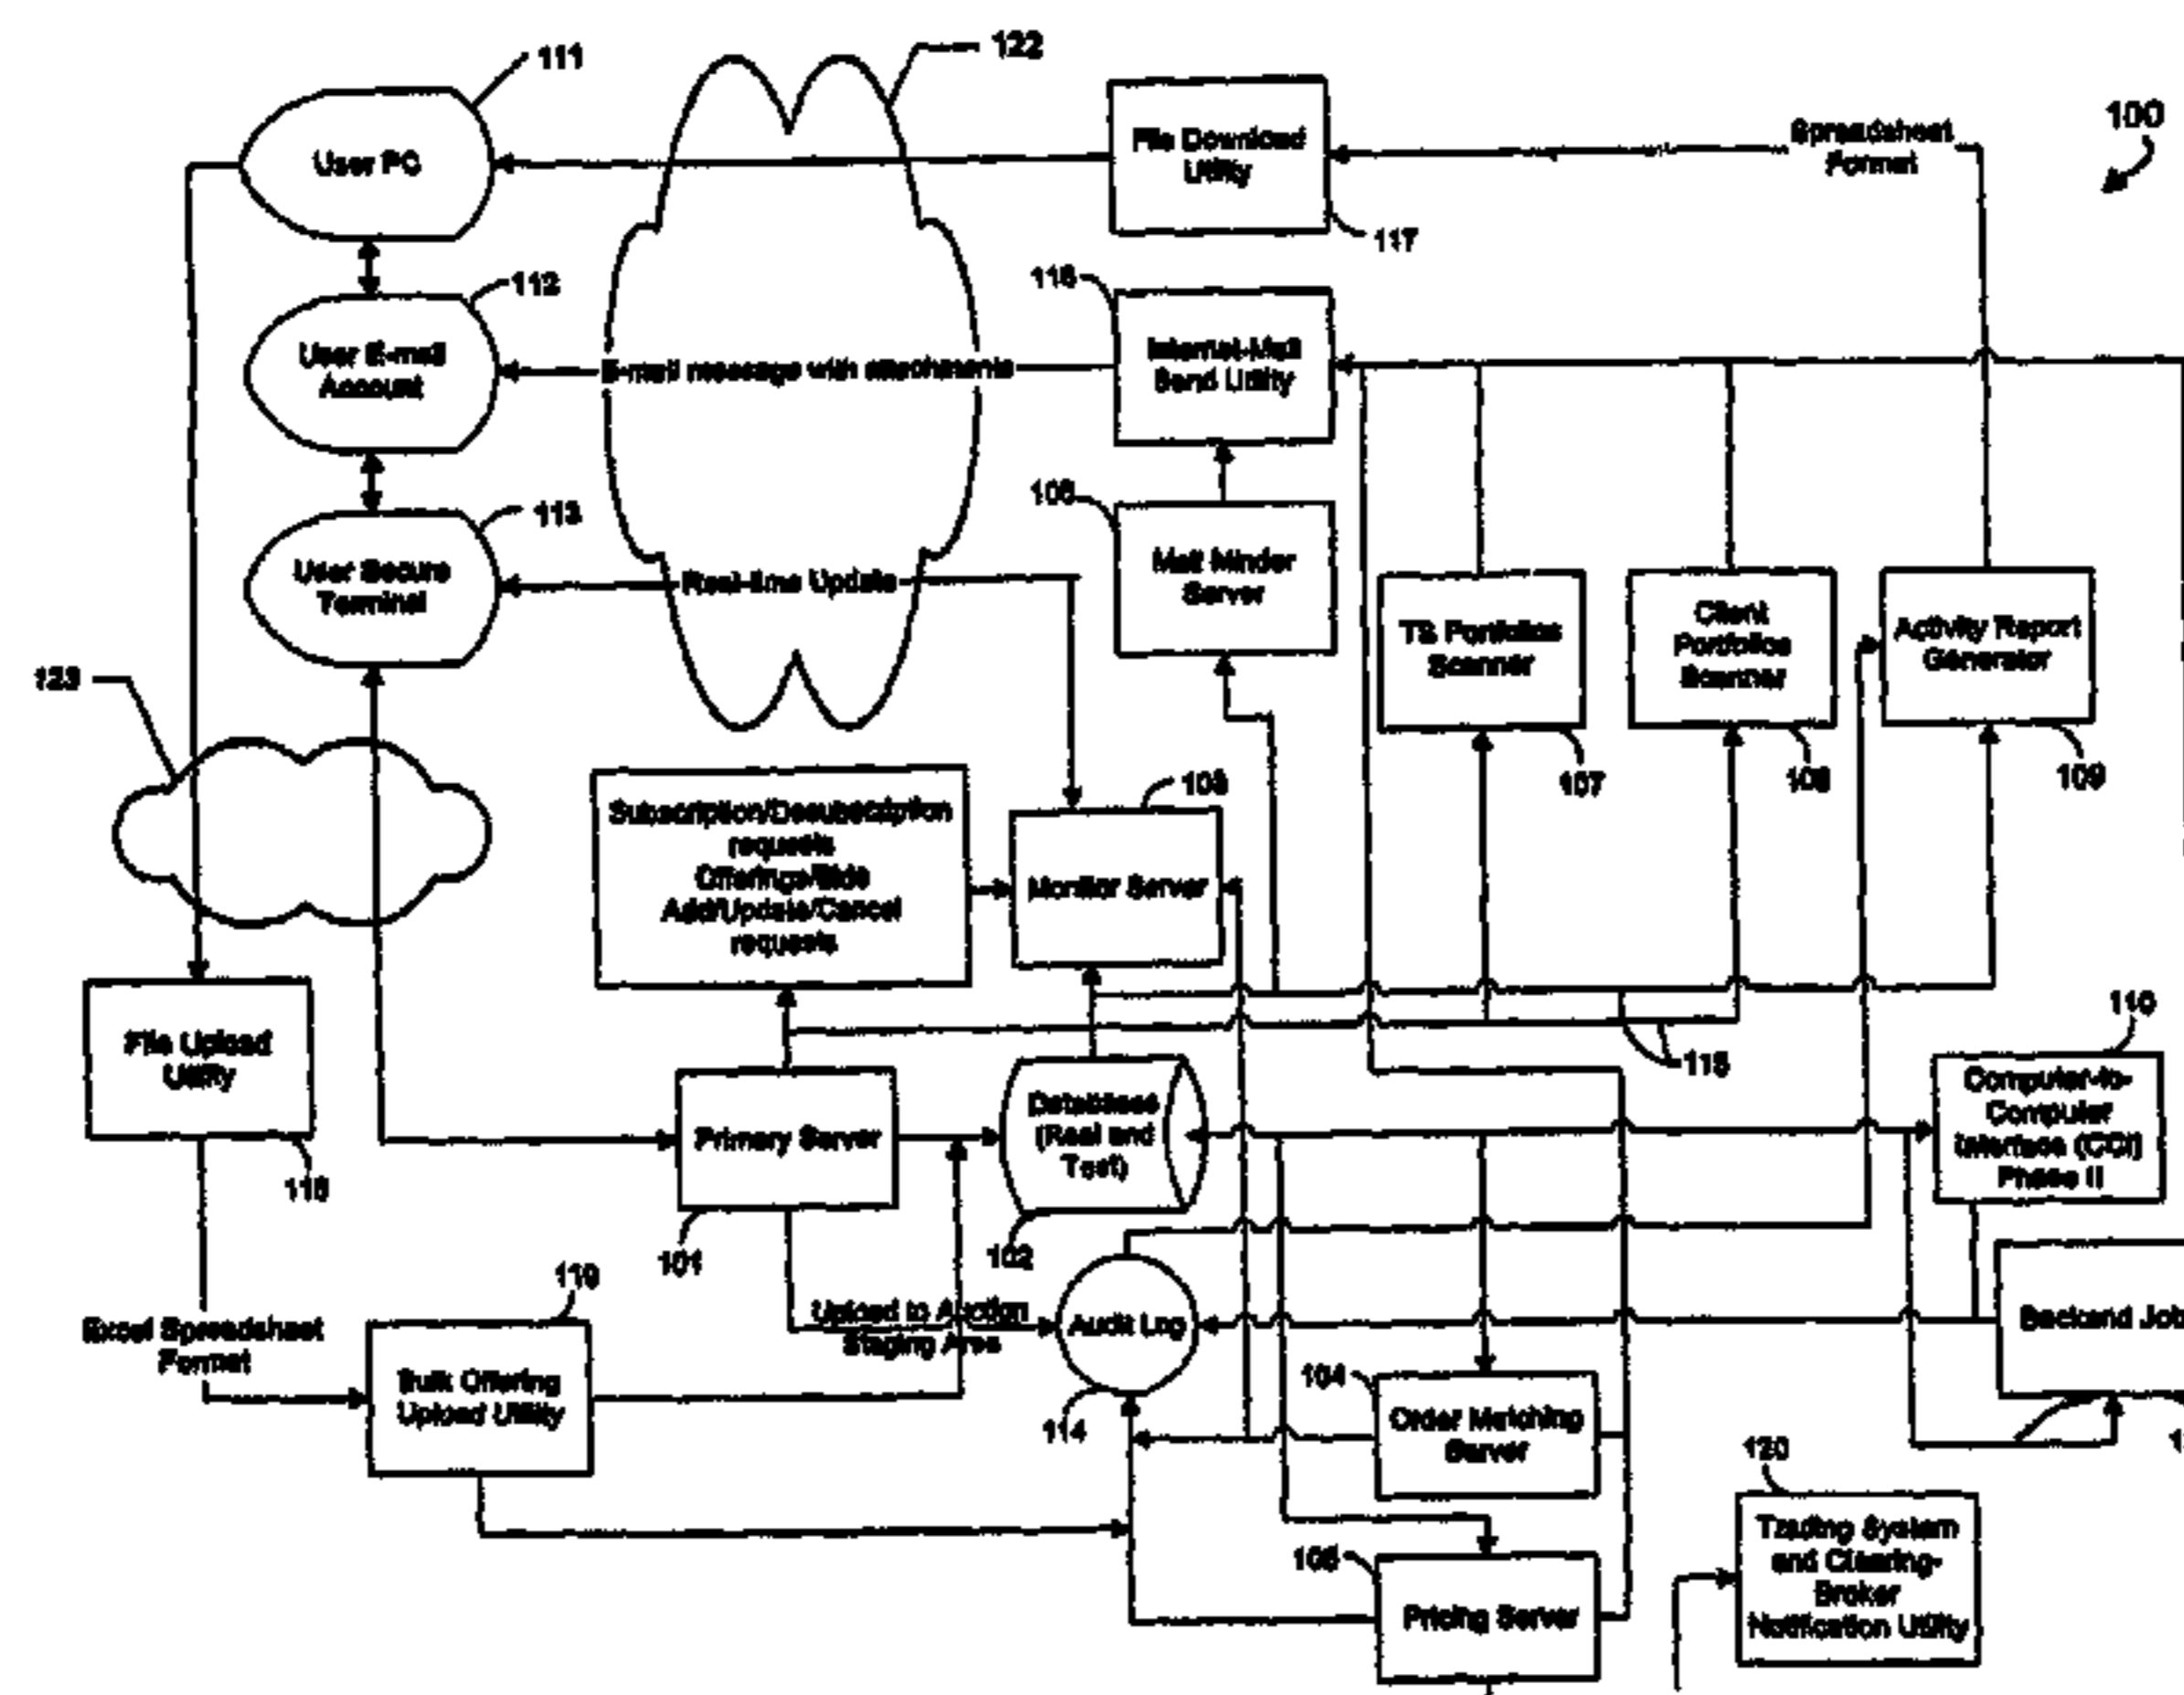 111
122
100
User PC
File Download
Utility
Spreadsheet
Format
117
112
116
User E-mail
Account
E-mail message with attachments
Internet-Mail
Send Utility
113
User Secure
Terminal
Real-time Update
106
Mail Minder
Server
TS Portfolios
Scanner
Client
Portfolios
Scanner
Activity Report
Generator
123
107
108
109
103
Subscription/Desubscription
requests
Offerings/Bids
Add/Update/Cancel
requests
Monitor Server
File Upload
Utility
115
110
Primary Server
Databases
(Real and
Test)
Computer-to-
Computer
Interface (CCI)
Phase II
101
102
119
Excel Spreadsheet
Format
Upload to Auction
Staging Area
Audit Log
Backend Job
Bulk Offering
Upload Utility
114
104
Order Matching
Server
120
105
Pricing Server
Trading System
and Clearing-
Broker
Notification Utility